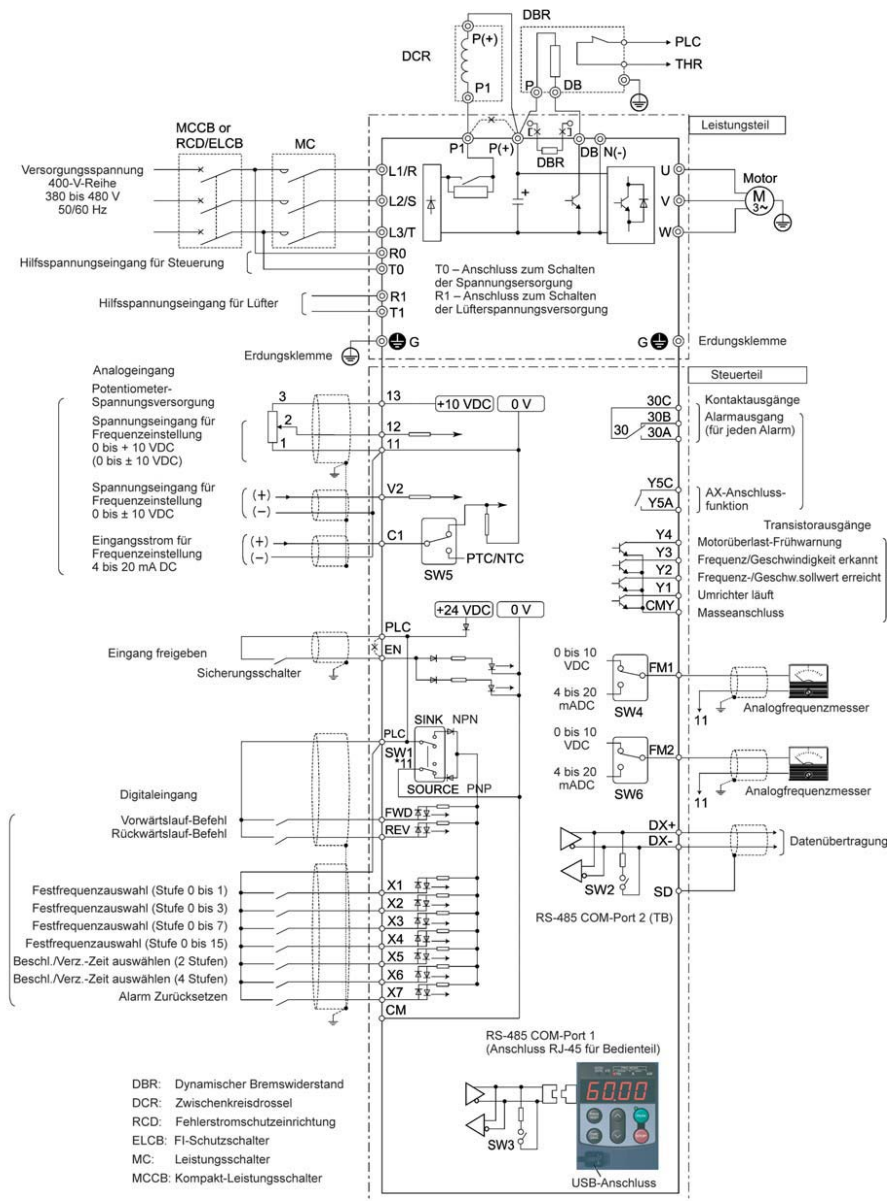 DBR
P(+)
PLC
DCR
THR
P1
P
DB
MCCB or
RCD/ELCB
MC
P1
P(+)
DBR
DB
N(-)
Leistungsteil
Versorgungsspannung
400-V-Reihe
380 bis 480 V
50/60 Hz
L1/R
L2/S
L3/T
+
U
V
W
Motor
M
3~
Hilfsspannungseingang für Steuerung
R0
T0
T0 – Anschluss zum Schalten
der Spannungsersorgung
R1 – Anschluss zum Schalten
der Lüfterspannungsversorgung
Hilfsspannungseingang für Lüfter
R1
T1
Erdungsklemme
G
G
Erdungsklemme
Analogeingang
Steuerteil
Potentiometer-
Spannungsversorgung
3
13
+10 VDC
0 V
30C
Kontaktausgänge
Spannungseingang für
Frequenzeinstellung
0 bis + 10 VDC
(0 bis ± 10 VDC)
2
12
1
11
30
30B
30A
Alarmausgang
(für jeden Alarm)
Spannungseingang für
Frequenzeinstellung
0 bis ± 10 VDC
(+)
(-)
V2
Y5C
Y5A
AX-Anschluss-
funktion
Eingangsstrom für
Frequenzeinstellung
4 bis 20 mA DC
(+)
(-)
C1
PTC/NTC
SW5
Transistorausgänge
Y4
Motorüberlast-Frühwarnung
Y3
Frequenz/Geschwindigkeit erkannt
Y2
Frequenz-/Geschw.sollwert erreicht
Y1
Umrichter läuft
CMY
Masseanschluss
+24 VDC
0 V
PLC
Eingang freigeben
EN
Sicherungsschalter
0 bis 10
VDC
FM1
4 bis 20
mADC
SW4
11
Analogfrequenzmesser
PLC
SINK
NPN
SW1
*11
SOURCE
PNP
0 bis 10
VDC
FM2
4 bis 20
mADC
SW6
11
Analogfrequenzmesser
Digitaleingang
Vorwärtslauf-Befehl
FWD
Rückwärtslauf-Befehl
REV
DX+
DX-
Datenübertragung
SW2
SD
RS-485 COM-Port 2 (TB)
Festfrequenzauswahl (Stufe 0 bis 1)
X1
Festfrequenzauswahl (Stufe 0 bis 3)
X2
Festfrequenzauswahl (Stufe 0 bis 7)
X3
Festfrequenzauswahl (Stufe 0 bis 15)
X4
Beschl./Verz.-Zeit auswählen (2 Stufen)
X5
Beschl./Verz.-Zeit auswählen (4 Stufen)
X6
Alarm Zurücksetzen
X7
CM
RS-485 COM-Port 1
(Anschluss RJ-45 für Bedienteil)
60.00
SW3
USB-Anschluss
DBR: Dynamischer Bremswiderstand
DCR: Zwischenkreisdrossel
RCD: Fehlerstromschutzeinrichtung
ELCB: FI-Schutzschalter
MC: Leistungsschalter
MCCB: Kompakt-Leistungsschalter